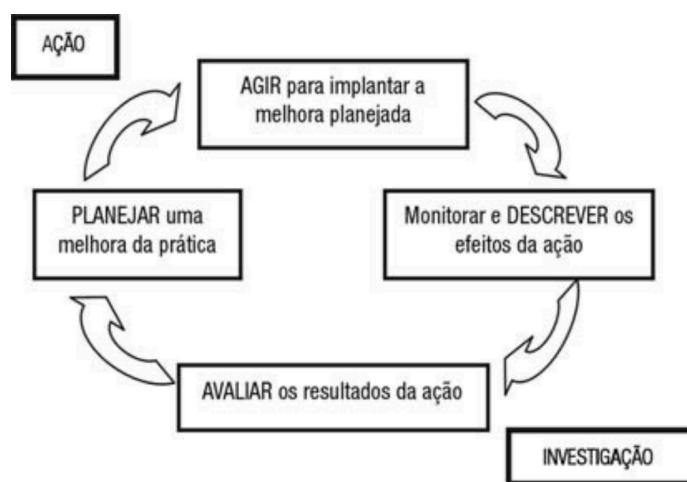 AÇÃO
AGIR para implantar a
melhora planejada
PLANEJAR uma
melhora da prática
Monitorar e DESCREVER os
efeitos da ação
AVALIAR os resultados da ação
INVESTIGAÇÃO